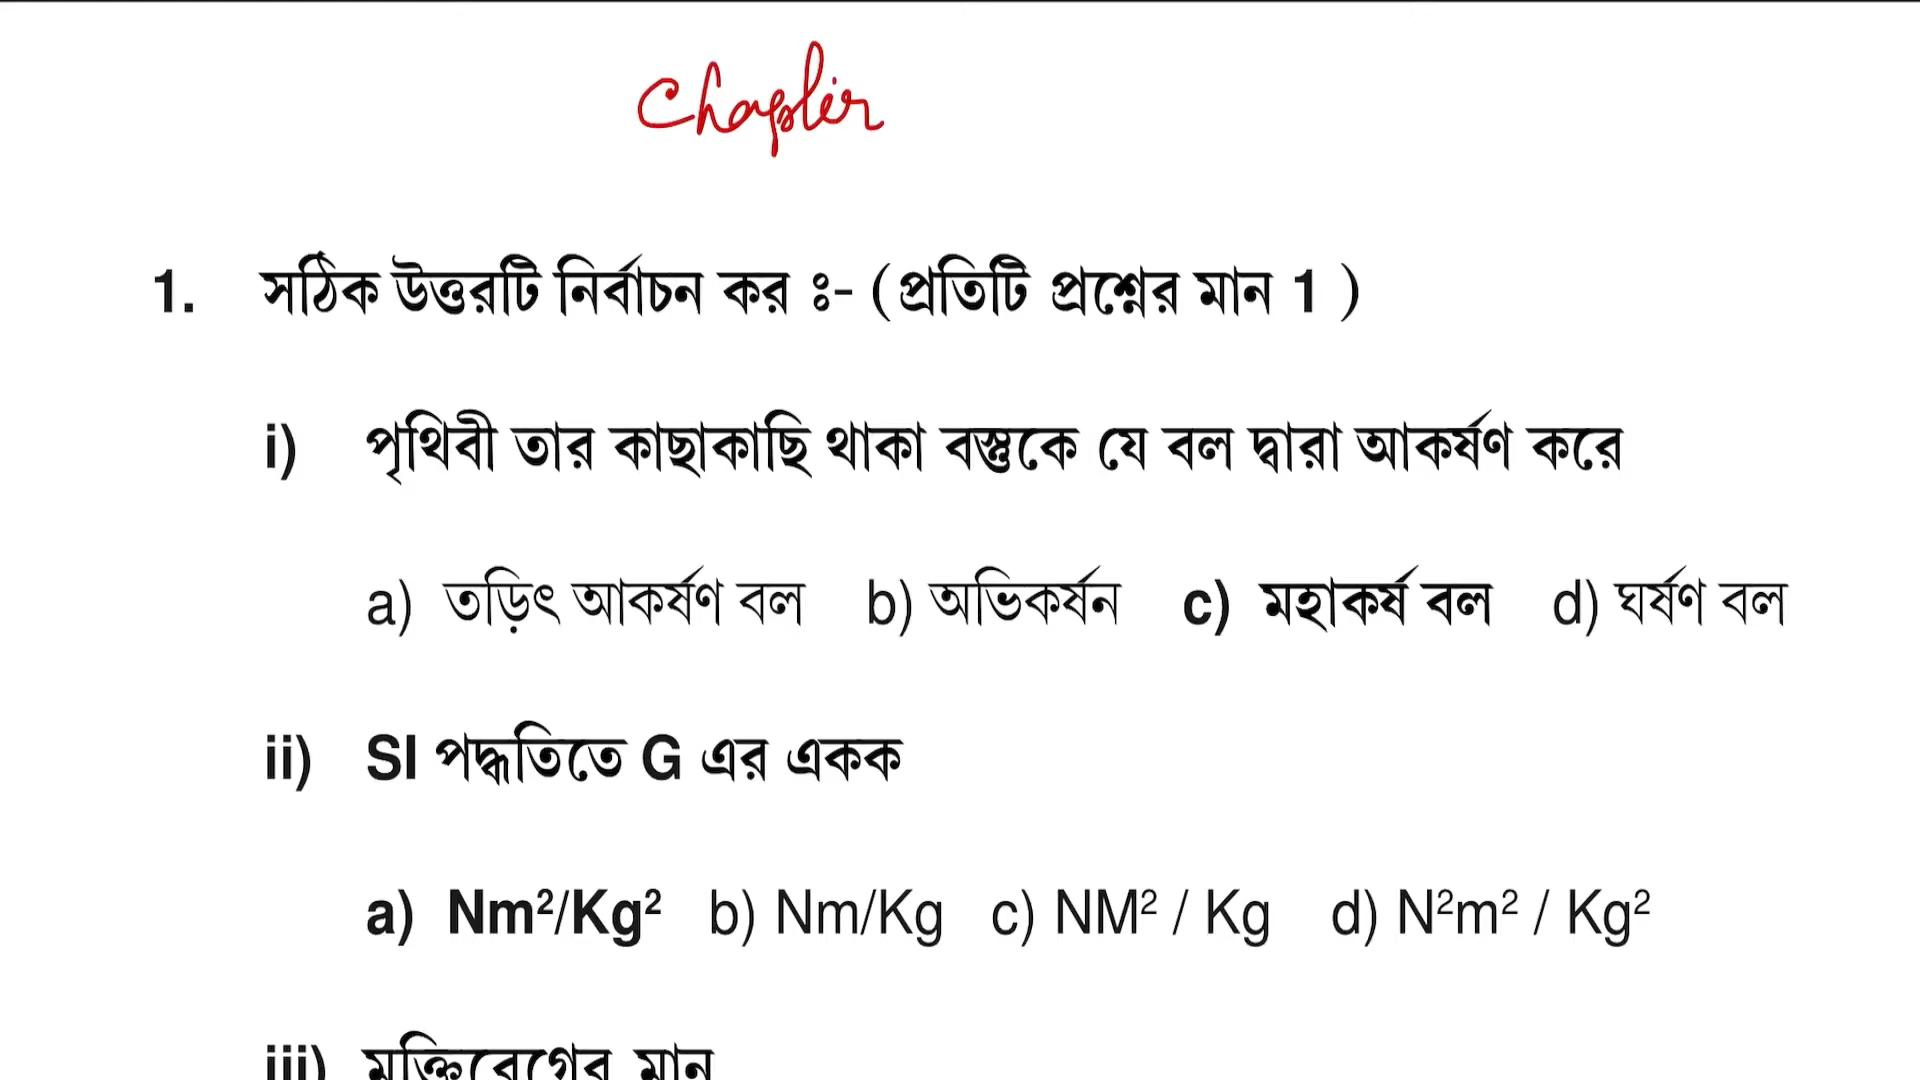 Chapter
1. সঠিক উত্তরটি নির্বাচন কর ঃ- ( প্রতিটি প্রশ্নের মান 1 )
i) পৃথিবী তার কাছাকাছি থাকা বস্তুকে যে বল দ্বারা আকর্ষণ করে
a) তড়িৎ আকর্ষণ বল b) অভিকর্ষন c) মহাকর্ষ বল d) ঘর্ষণ বল
ii) SI পদ্ধতিতে G এর একক
a) Nm²/Kg² b) Nm/Kg c) NM² / Kg d) N²m² / Kg²
iii) মুক্তিবেগের মান